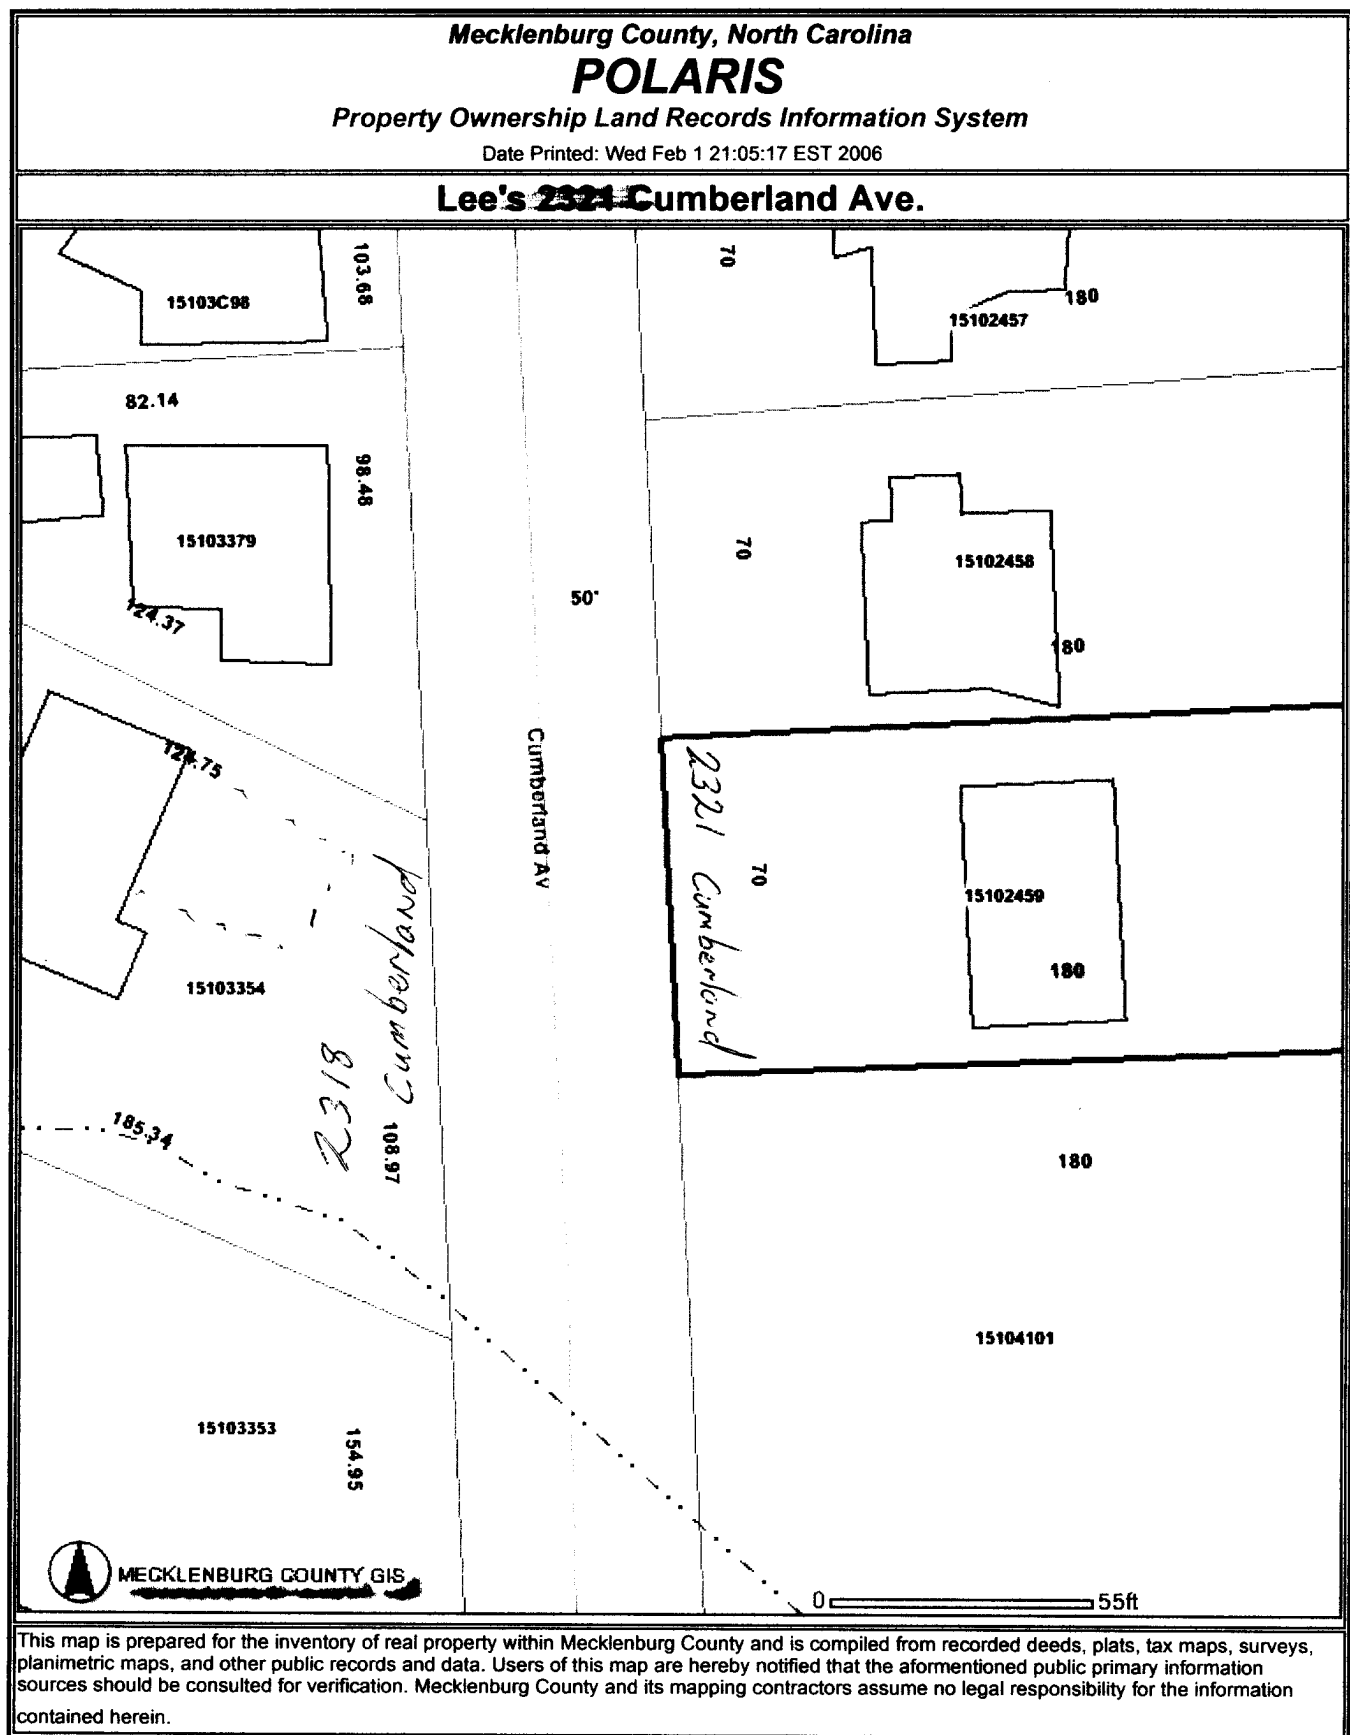 Mecklenburg County, North Carolina
POLARIS
Property Ownership Land Records Information System
Date Printed: Wed Feb 1 21:05:17 EST 2006
Lee's 2321 Cumberland Ave.
103.68
70
15103C98
180
15102457
82.14
98.48
15103379
70
15102458
124.37
50'
180
124.75
Cumberland Av
2321 Cumberland
70
15102459
180
15103354
2318 Cumberland
185.34
108.97
180
15104101
15103353
154.95
MECKLENBURG COUNTY GIS
0 55ft
This map is prepared for the inventory of real property within Mecklenburg County and is compiled from recorded deeds, plats, tax maps, surveys,
planimetric maps, and other public records and data. Users of this map are hereby notified that the aformentioned public primary information
sources should be consulted for verification. Mecklenburg County and its mapping contractors assume no legal responsibility for the information
contained herein.